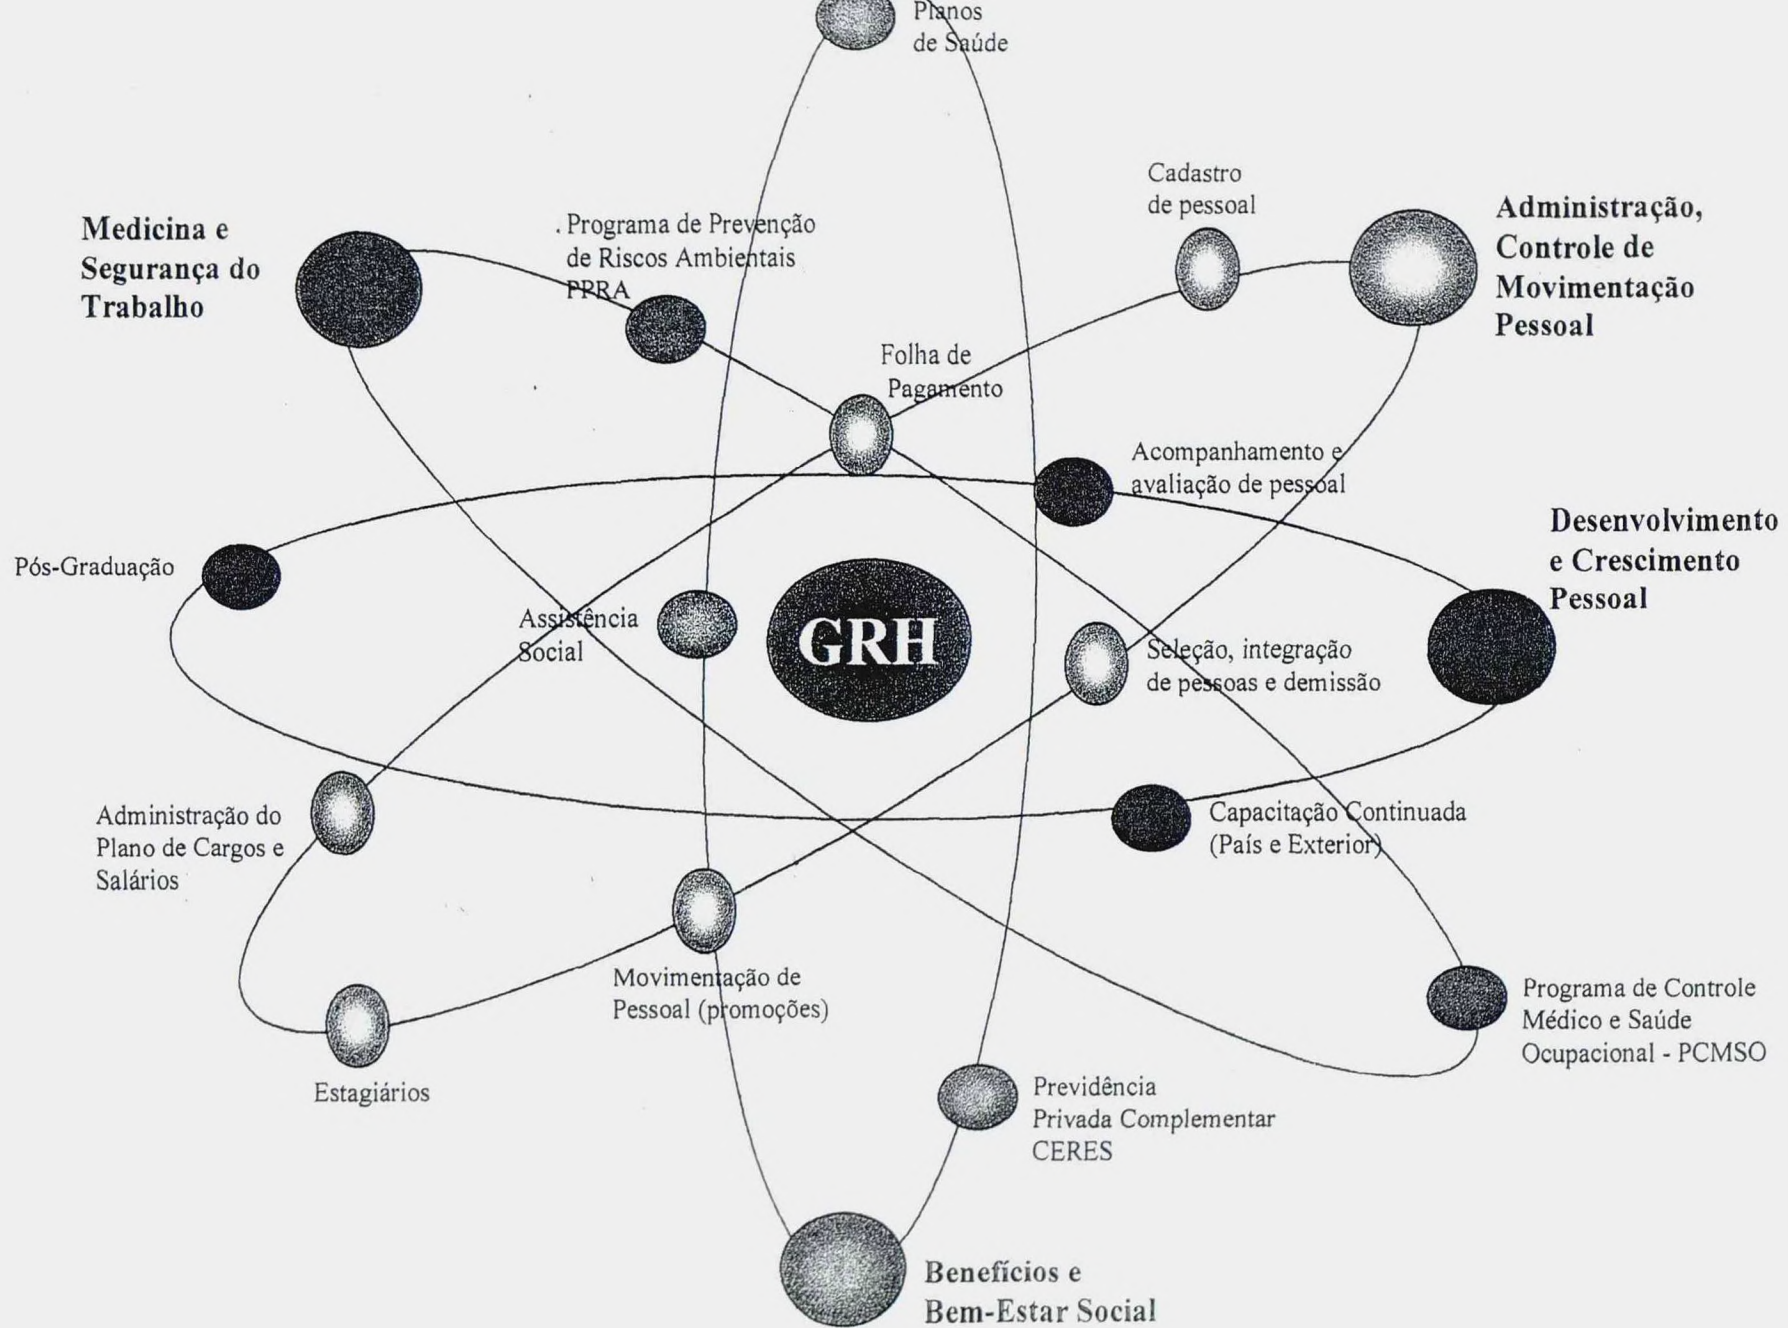 Planos
de Saúde
Cadastro
de pessoal
Administração,
Controle de
Movimentação
Pessoal
Medicina e
Segurança do
Trabalho
. Programa de Prevenção
de Riscos Ambientais
PPRA
Folha de
Pagamento
Acompanhamento e
avaliação de pessoal
Desenvolvimento
e Crescimento
Pessoal
Pós-Graduação
Assistência
Social
GRH
Seleção, integração
de pessoas e demissão
Administração do
Plano de Cargos e
Salários
Capacitação Continuada
(País e Exterior)
Movimentação de
Pessoal (promoções)
Programa de Controle
Médico e Saúde
Ocupacional - PCMSO
Estagiários
Previdência
Privada Complementar
CERES
Benefícios e
Bem-Estar Social